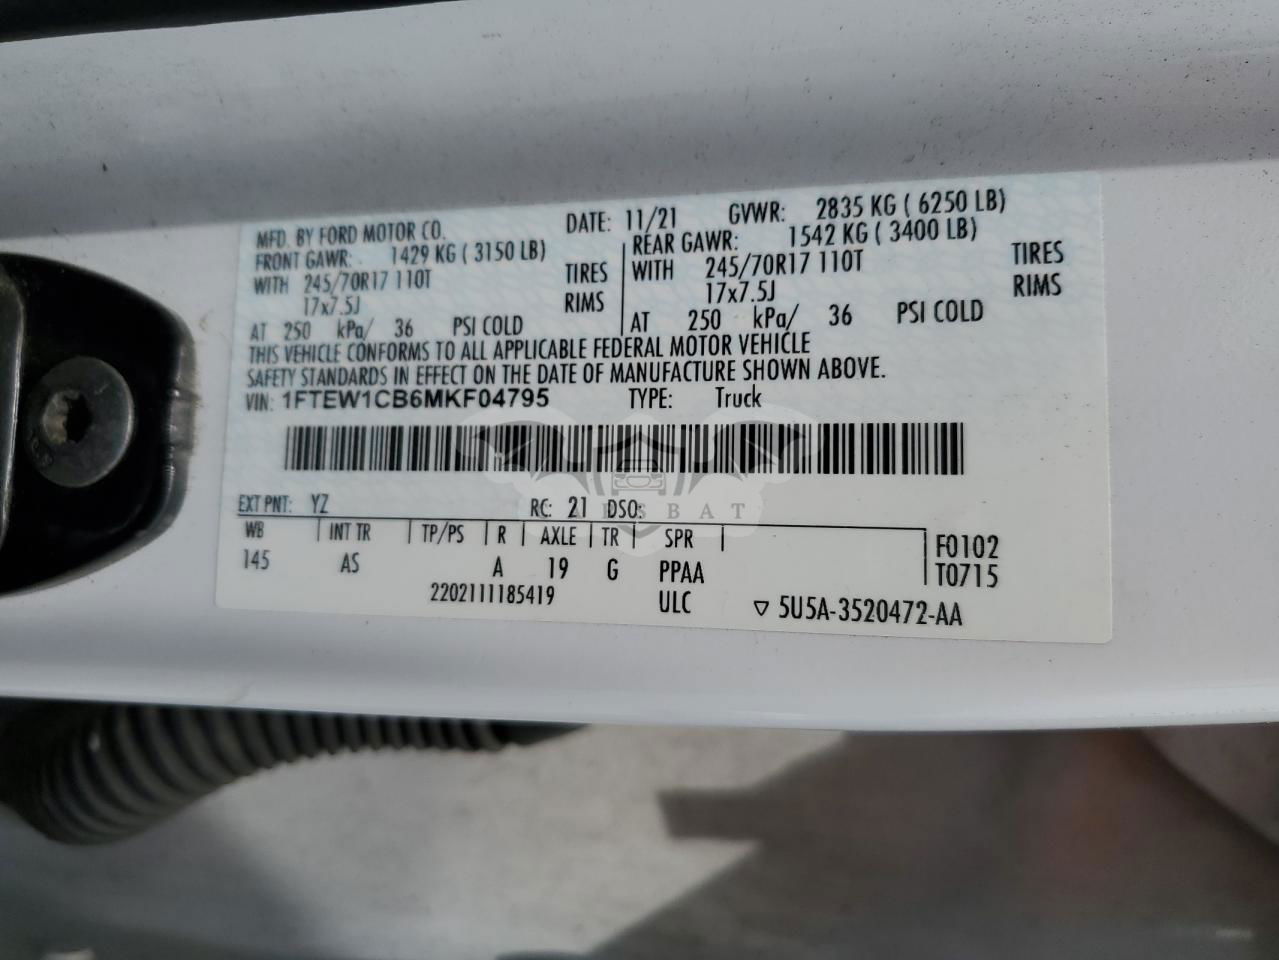 MFD. BY FORD MOTOR CO. DATE: 11/21 GVWR: 2835 KG ( 6250 LB)
FRONT GAWR: 1429 KG ( 3150 LB) REAR GAWR: 1542 KG ( 3400 LB)
WITH 245/70R17 110T TIRES WITH 245/70R17 110T TIRES
17x7.5J RIMS 17x7.5J RIMS
AT 250 kPa/ 36 PSI COLD AT 250 kPa/ 36 PSI COLD
THIS VEHICLE CONFORMS TO ALL APPLICABLE FEDERAL MOTOR VEHICLE
SAFETY STANDARDS IN EFFECT ON THE DATE OF MANUFACTURE SHOWN ABOVE.
VIN: 1FTEW1CB6MKF04795 TYPE: Truck
EXT PNT: YZ RC: 21 DSO:
WB INT TR TP/PS R AXLE TR SPR F0102
145 AS A 19 G PPAA T0715
2202111185419 ULC ▽ 5U5A-3520472-AA